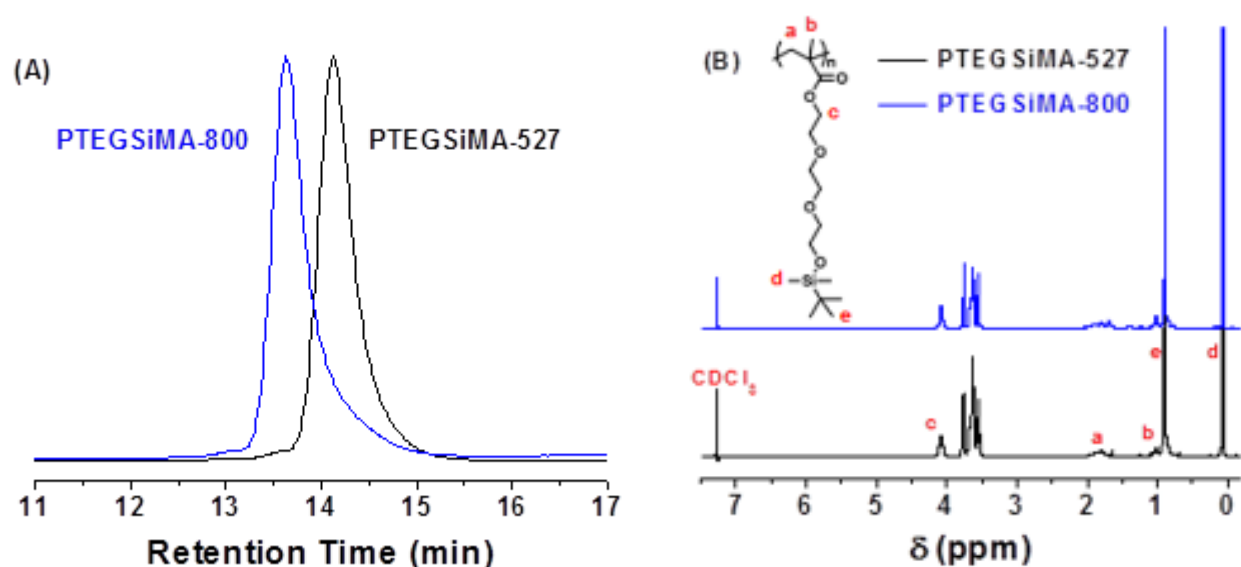 (A)
PTEGSiMA-800
PTEGSiMA-527
11 12 13 14 15 16 17
Retention Time (min)
(B)
a
b
n
O
O
c
O
O
O
d
Si
e
PTEGSiMA-527
PTEGSiMA-800
CDCl₃
c
a
b
e
d
7 6 5 4 3 2 1 0
δ (ppm)